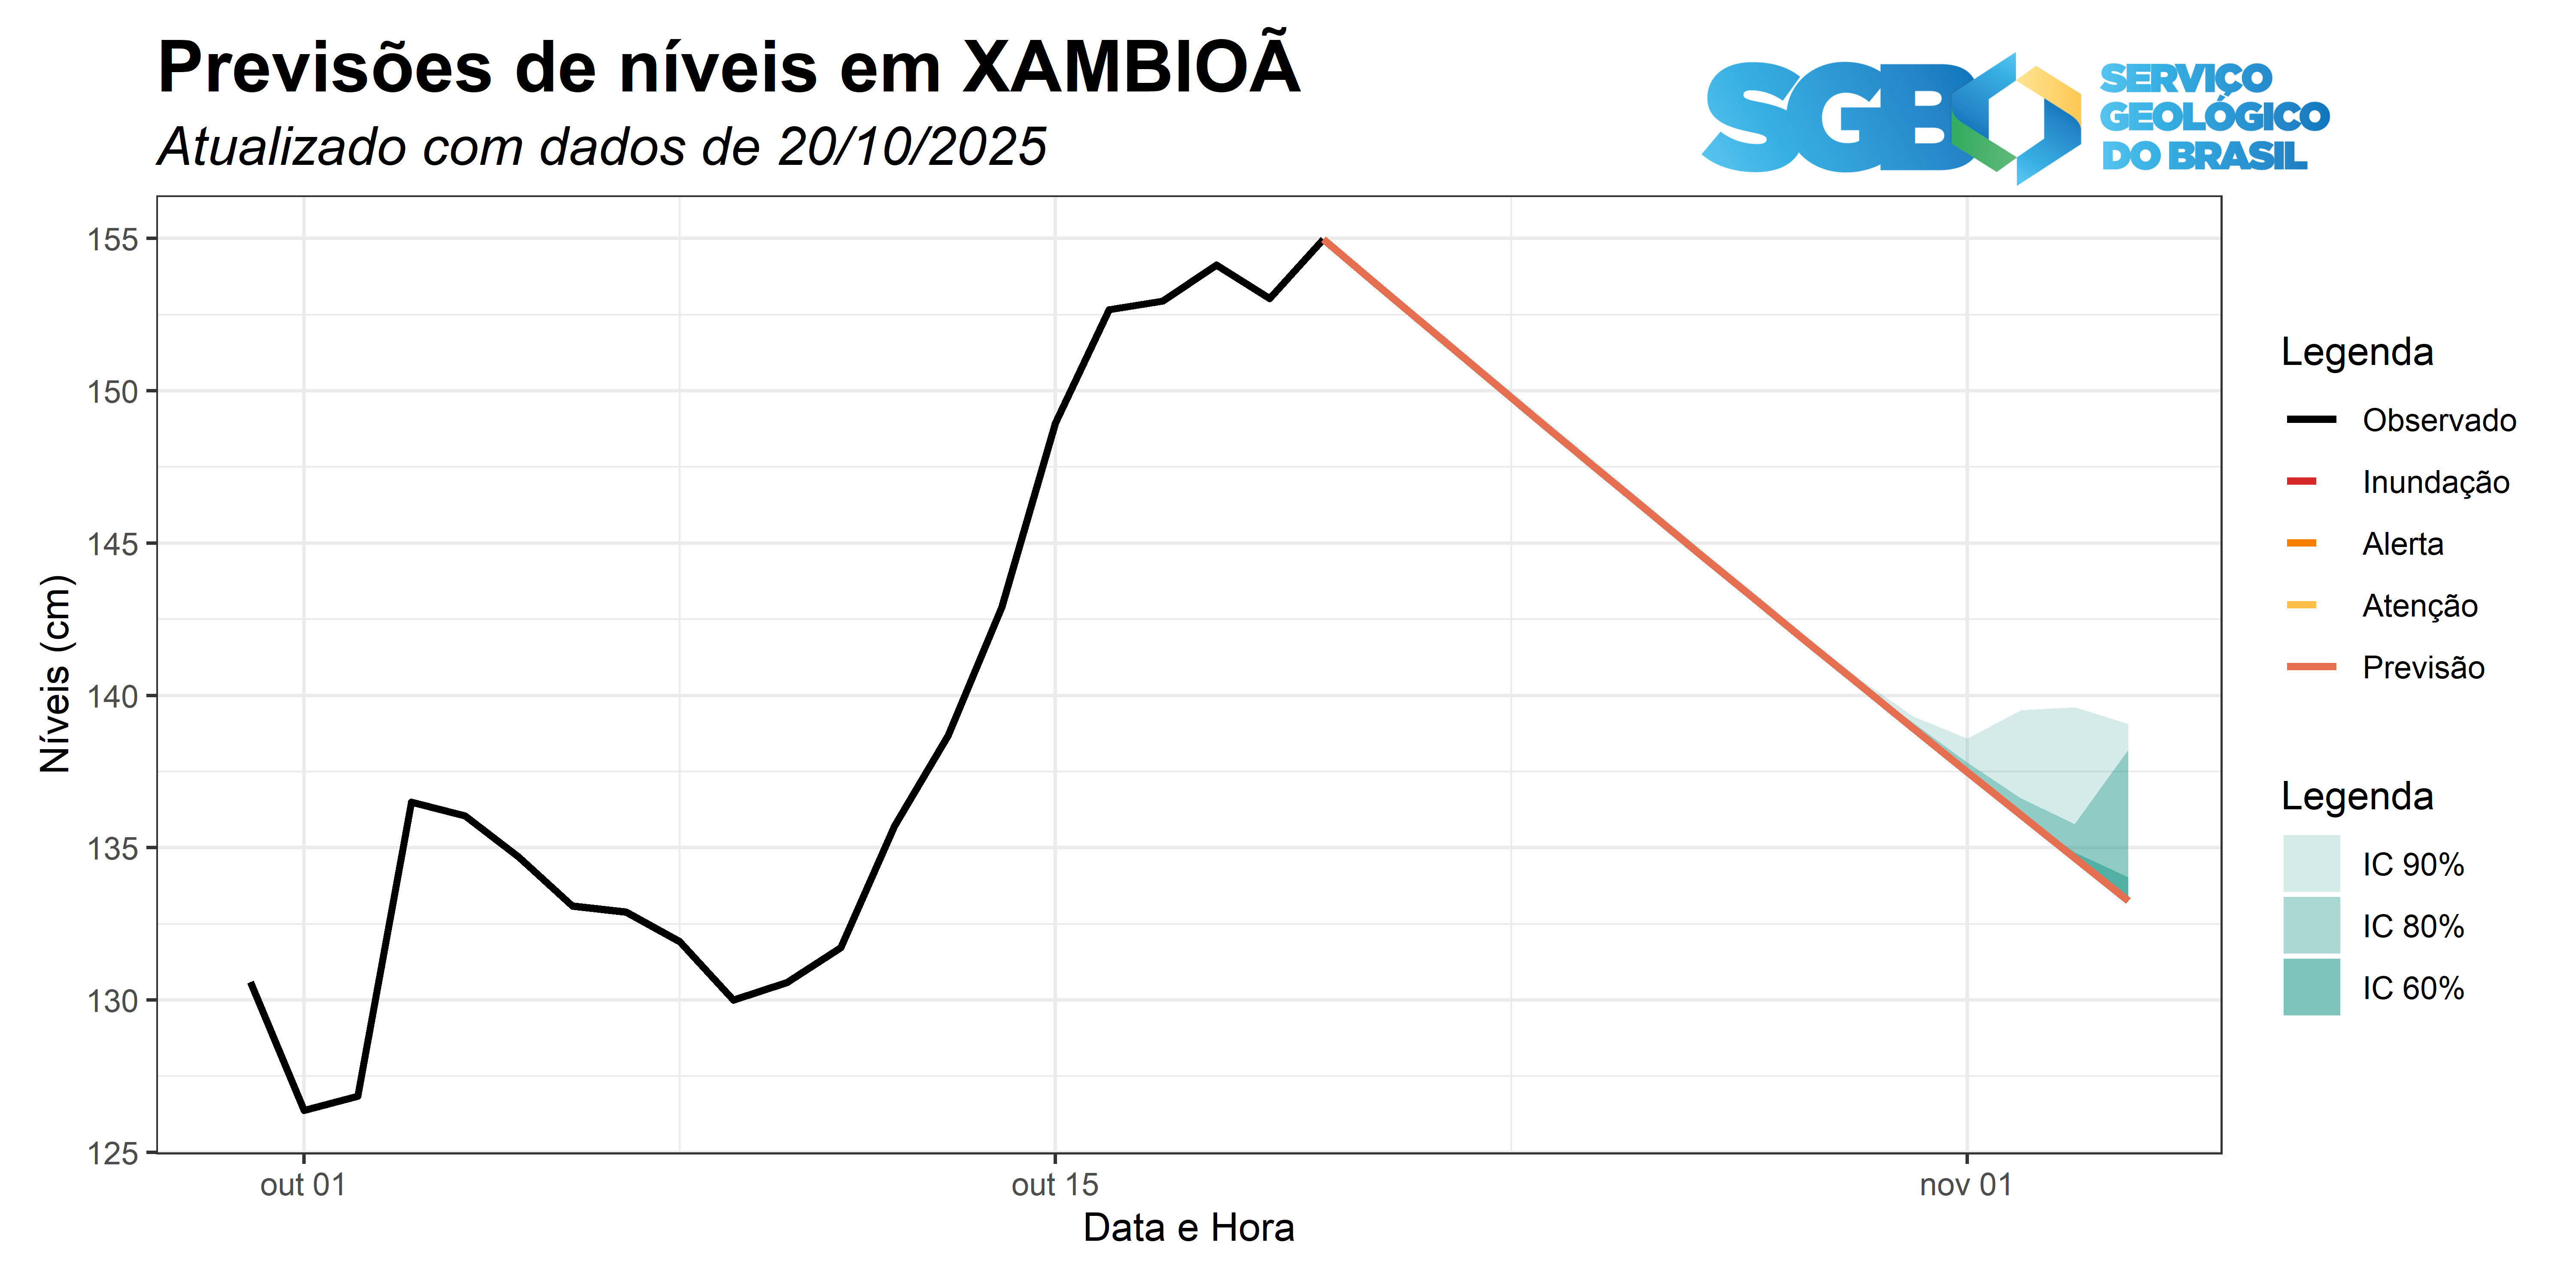 Previsões de níveis em XAMBIOÃ
Atualizado com dados de 20/10/2025
SGB
SERVIÇO
GEOLÓGICO
DO BRASIL
155
150
145
140
135
130
125
Níveis (cm)
out 01
out 15
nov 01
Data e Hora
Legenda
Observado
Inundação
Alerta
Atenção
Previsão
Legenda
IC 90%
IC 80%
IC 60%